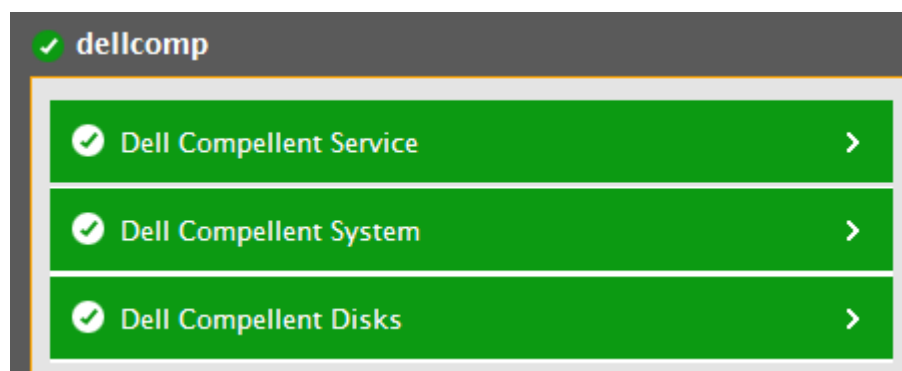 dellcomp
Dell Compellent Service
Dell Compellent System
Dell Compellent Disks